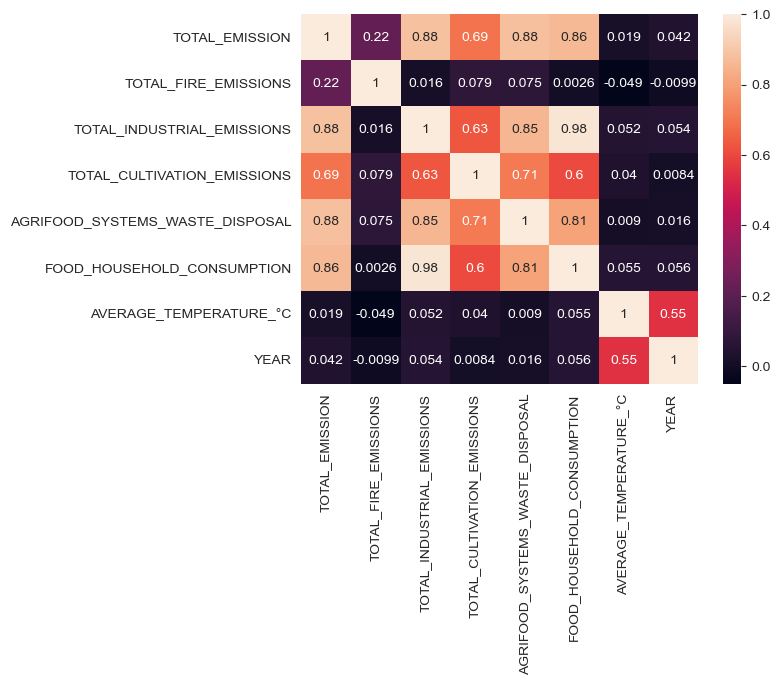 TOTAL_EMISSION 1 0.22 0.88 0.69 0.88 0.86 0.019 0.042
TOTAL_FIRE_EMISSIONS 0.22 1 0.016 0.079 0.075 0.0026 -0.049 -0.0099
TOTAL_INDUSTRIAL_EMISSIONS 0.88 0.016 1 0.63 0.85 0.98 0.052 0.054
TOTAL_CULTIVATION_EMISSIONS 0.69 0.079 0.63 1 0.71 0.6 0.04 0.0084
AGRIFOOD_SYSTEMS_WASTE_DISPOSAL 0.88 0.075 0.85 0.71 1 0.81 0.009 0.016
FOOD_HOUSEHOLD_CONSUMPTION 0.86 0.0026 0.98 0.6 0.81 1 0.055 0.056
AVERAGE_TEMPERATURE_°C 0.019 -0.049 0.052 0.04 0.009 0.055 1 0.55
YEAR 0.042 -0.0099 0.054 0.0084 0.016 0.056 0.55 1
TOTAL_EMISSION
TOTAL_FIRE_EMISSIONS
TOTAL_INDUSTRIAL_EMISSIONS
TOTAL_CULTIVATION_EMISSIONS
AGRIFOOD_SYSTEMS_WASTE_DISPOSAL
FOOD_HOUSEHOLD_CONSUMPTION
AVERAGE_TEMPERATURE_°C
YEAR
1.0
0.8
0.6
0.4
0.2
0.0